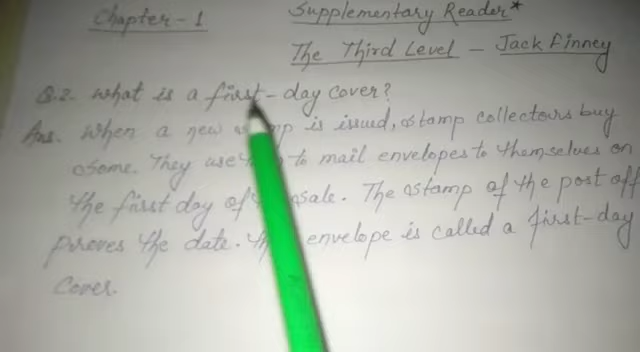 Chapter-1 Supplementary Reader*
The Third Level - Jack Finney
Q.2. What is a first-day cover?
Ans. When a new is issued, stamp collectors buy
some. They use to mail envelopes to themselves on
the first day of sale. The stamp of the post off
proves the date. envelope is called a first-day
cover.